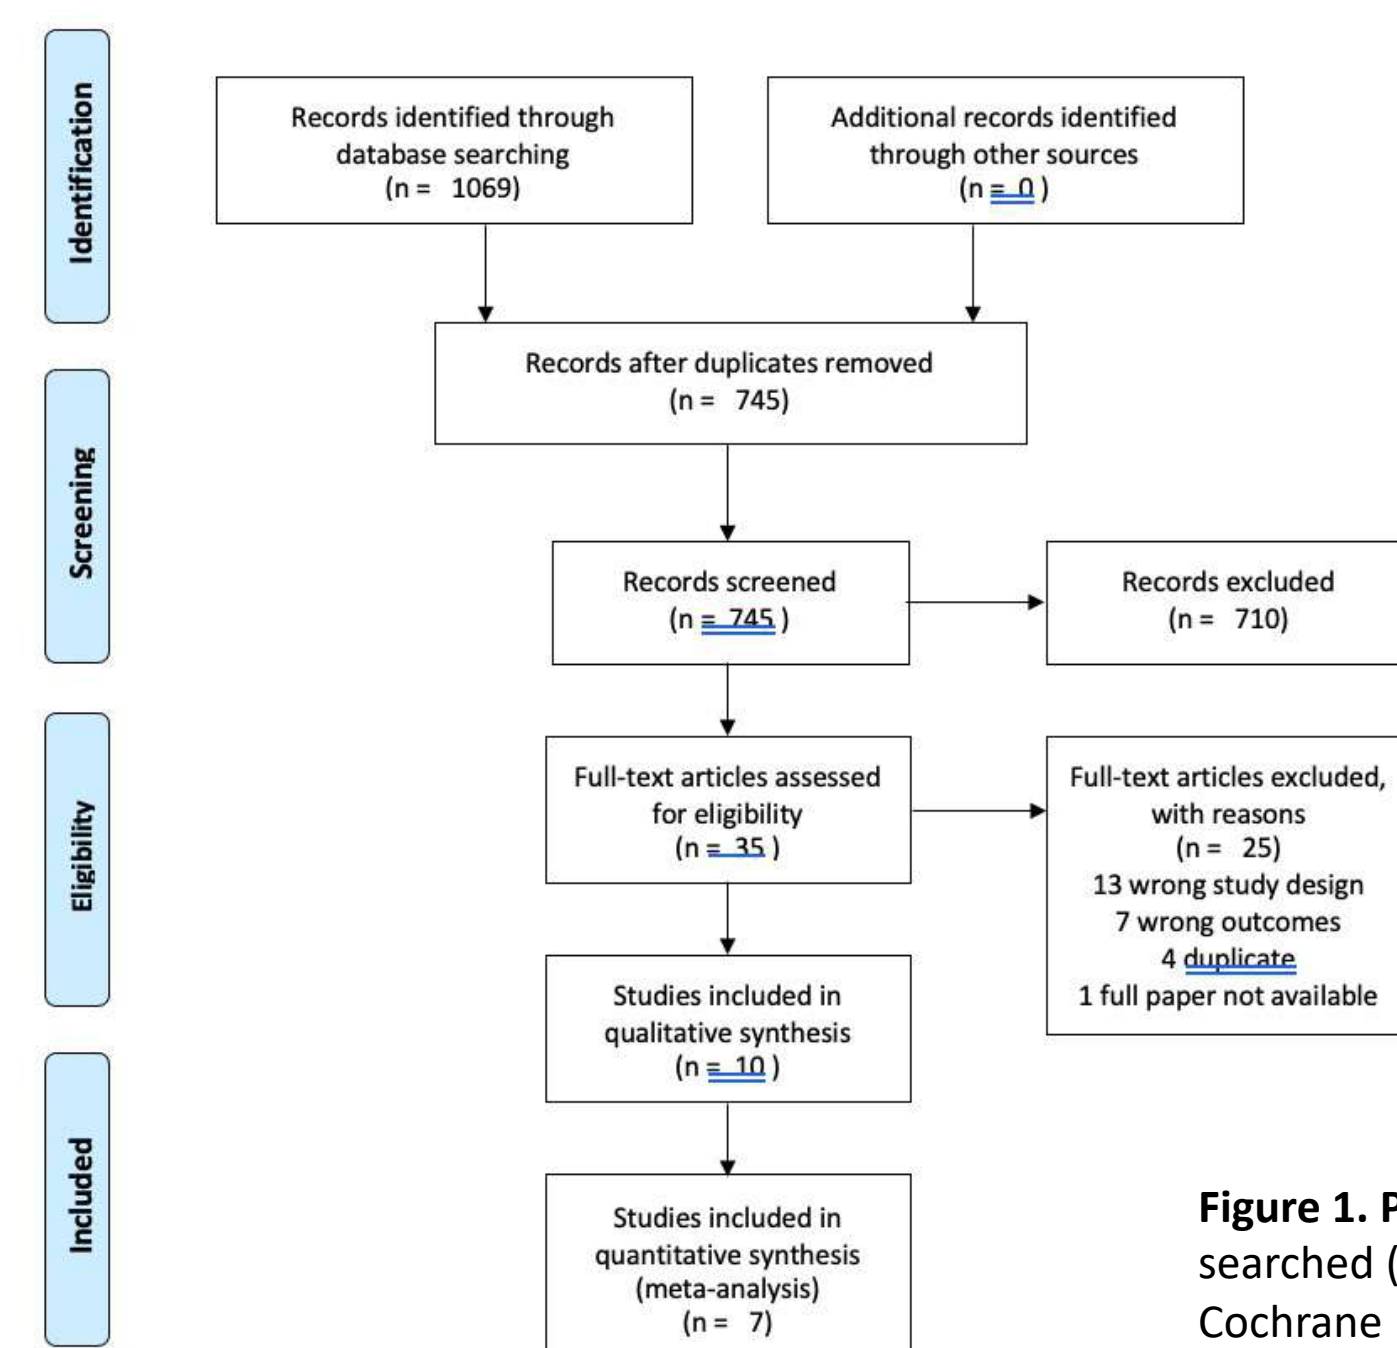 Identification
Records identified through
database searching
(n = 1069)
Additional records identified
through other sources
(n = 0 )
Records after duplicates removed
(n = 745)
Screening
Records screened
(n = 745 )
Records excluded
(n = 710)
Eligibility
Full-text articles assessed
for eligibility
(n = 35 )
Full-text articles excluded,
with reasons
(n = 25)
13 wrong study design
7 wrong outcomes
4 duplicate
1 full paper not available
Studies included in
qualitative synthesis
(n = 10 )
Included
Studies included in
quantitative synthesis
(meta-analysis)
(n = 7)
Figure 1.
searched (
Cochrane